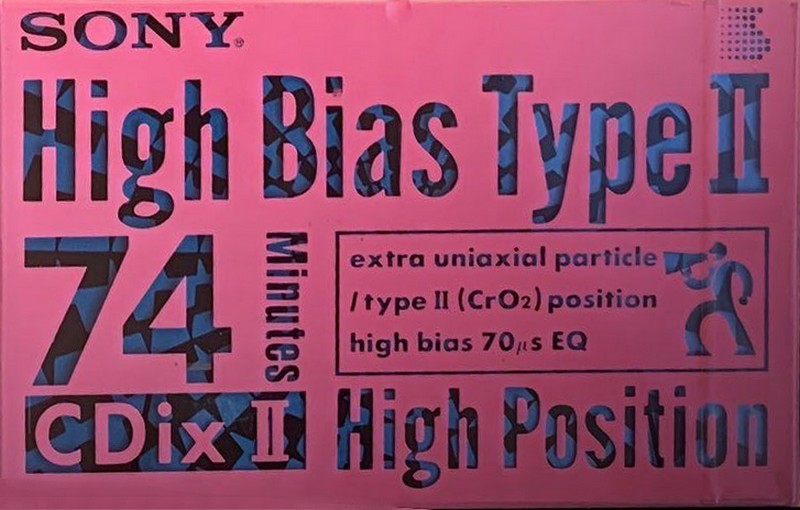 SONY®
High Bias Type II
74 Minutes
extra uniaxial particle
/type II (CrO2) position
high bias 70µs EQ
CDix II
High Position